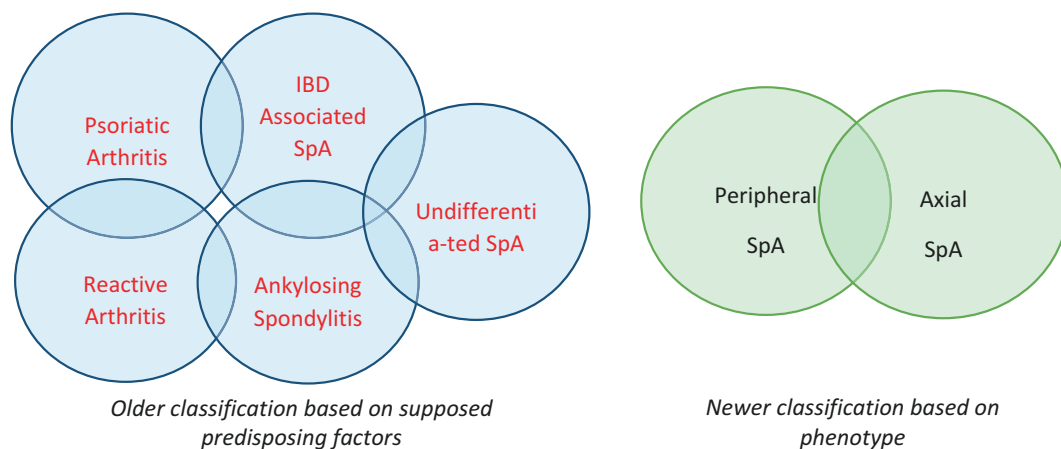 Psoriatic
Arthritis
IBD
Associated
SpA
Undifferenti
a-ted SpA
Reactive
Arthritis
Ankylosing
Spondylitis
Older classification based on supposed
predisposing factors
Peripheral
SpA
Axial
SpA
Newer classification based on
phenotype